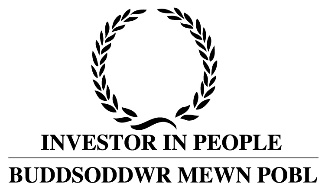 INVESTOR IN PEOPLE
BUDDSODDWR MEWN POBL